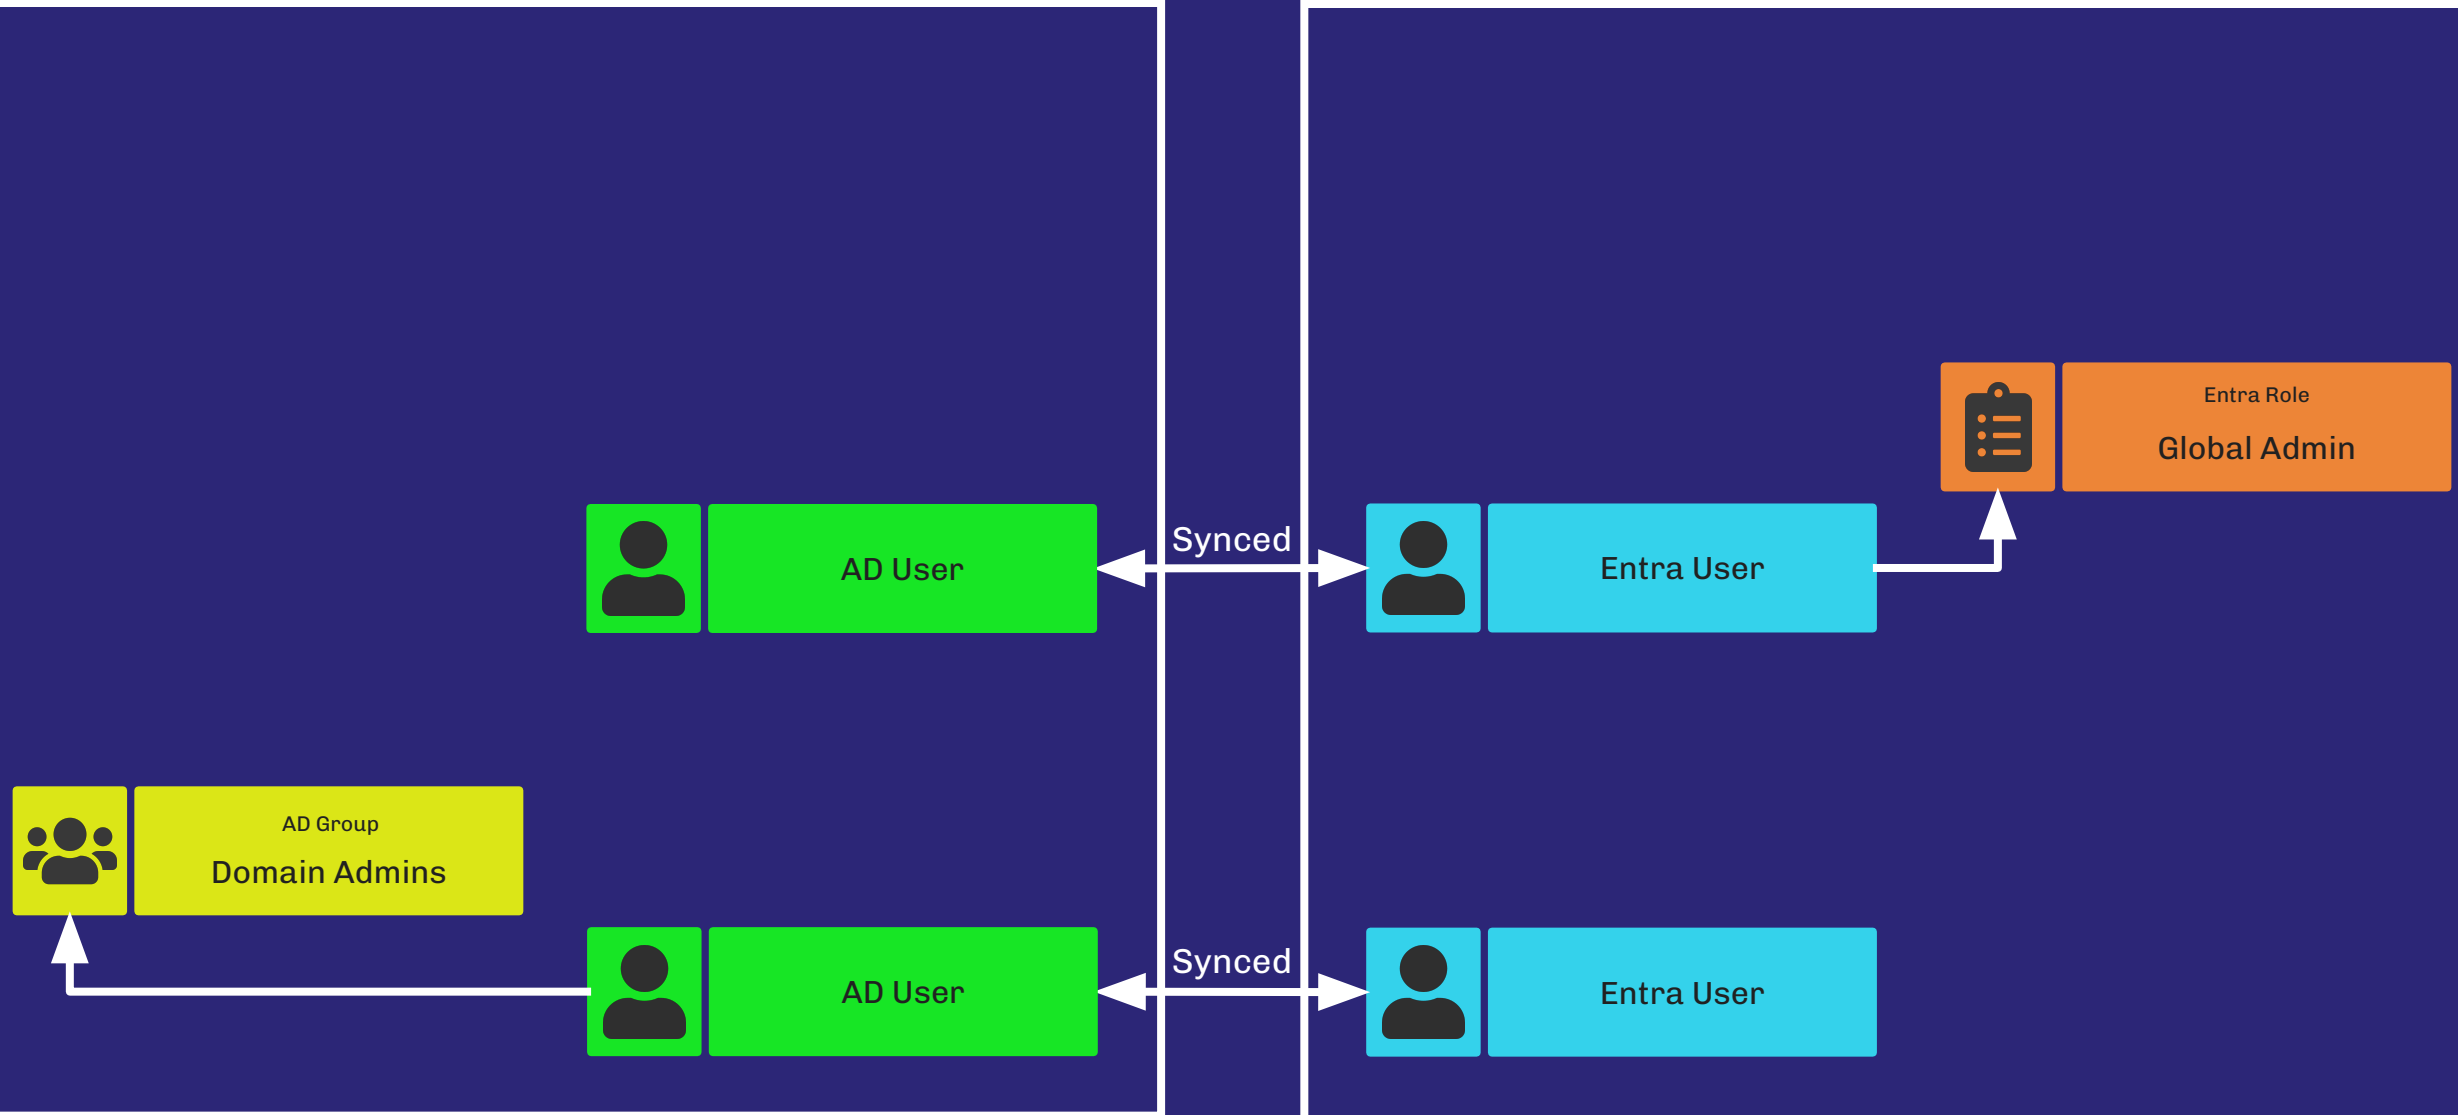 Entra Role
Global Admin
AD User
Synced
Entra User
AD Group
Domain Admins
AD User
Synced
Entra User